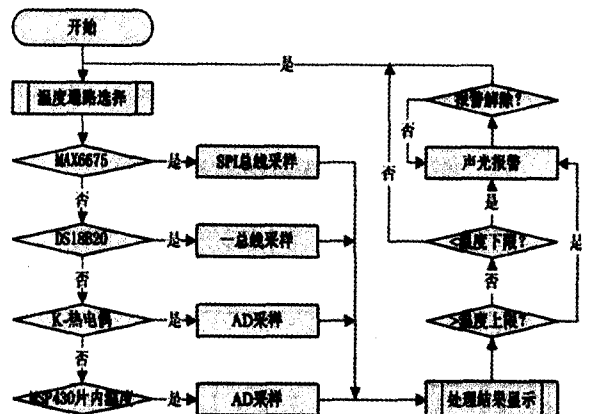 开始
是
温度通路选择
报警解除?
否
MAX6675
是
SPI总线采样
声光报警
否
否
是
DS18B20
是
一总线采样
<温度下限?
是
否
否
K-热电偶
是
AD采样
>温度上限?
否
MSP430片内温度
是
AD采样
处理结果显示